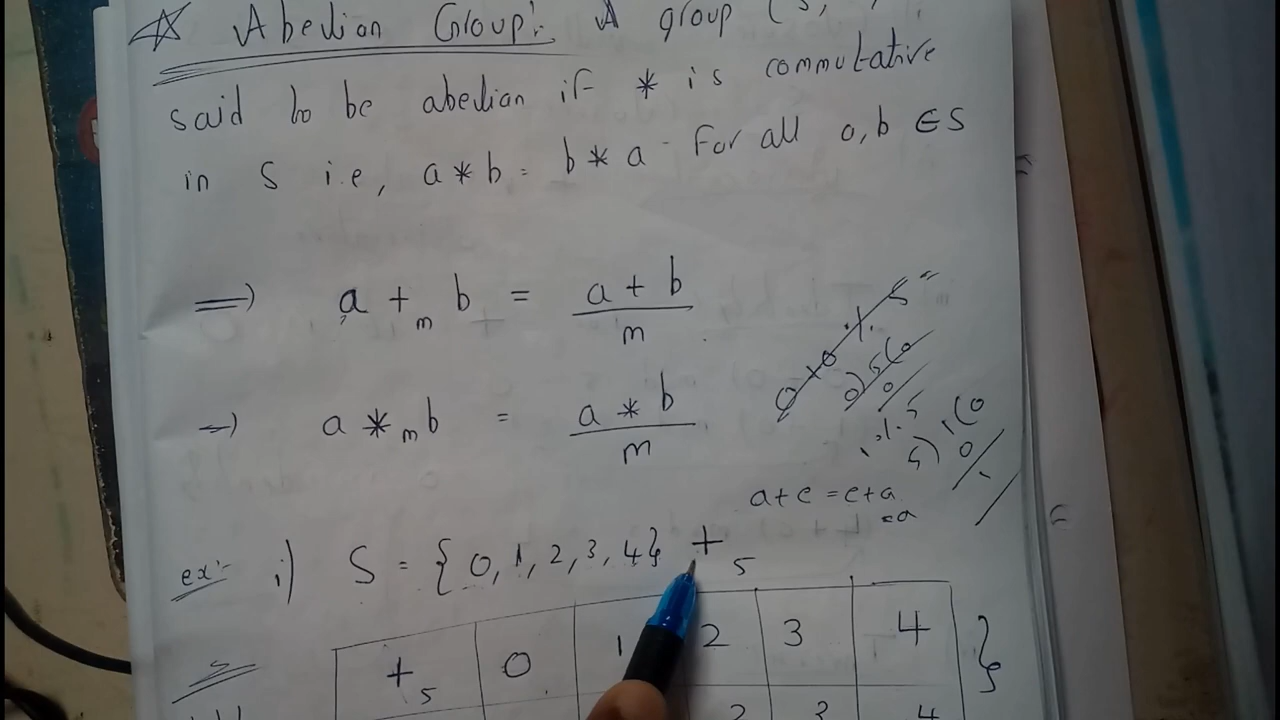 ☆ Abelian Group:. A group (S,
said to be abelian if * is commutative
in S i.e, a*b = b*a For all a, b ∈ S
=> a +m b = a + b / m
=> a *m b = a * b / m
a+e = e+a
=a
ex:- i) S = {0, 1, 2, 3, 4} +5
+5 0 1 2 3 4
2 3 4